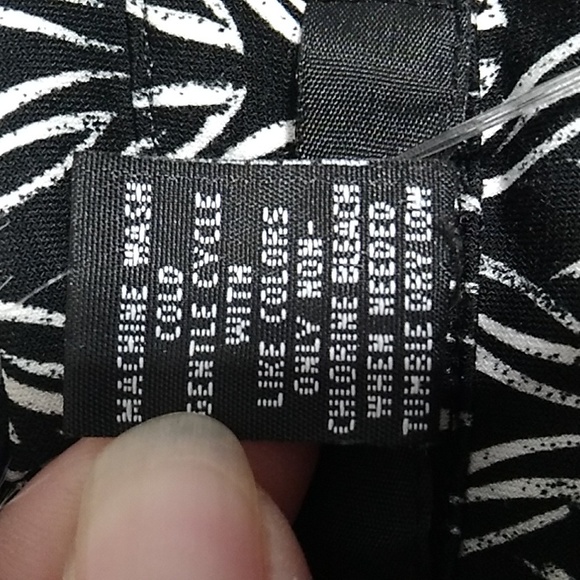 MACHINE WASH
COLD
GENTLE CYCLE
WITH
LIKE COLORS
ONLY NON-
CHLORINE BLEACH
WHEN NEEDED
TUMBLE DRY LOW